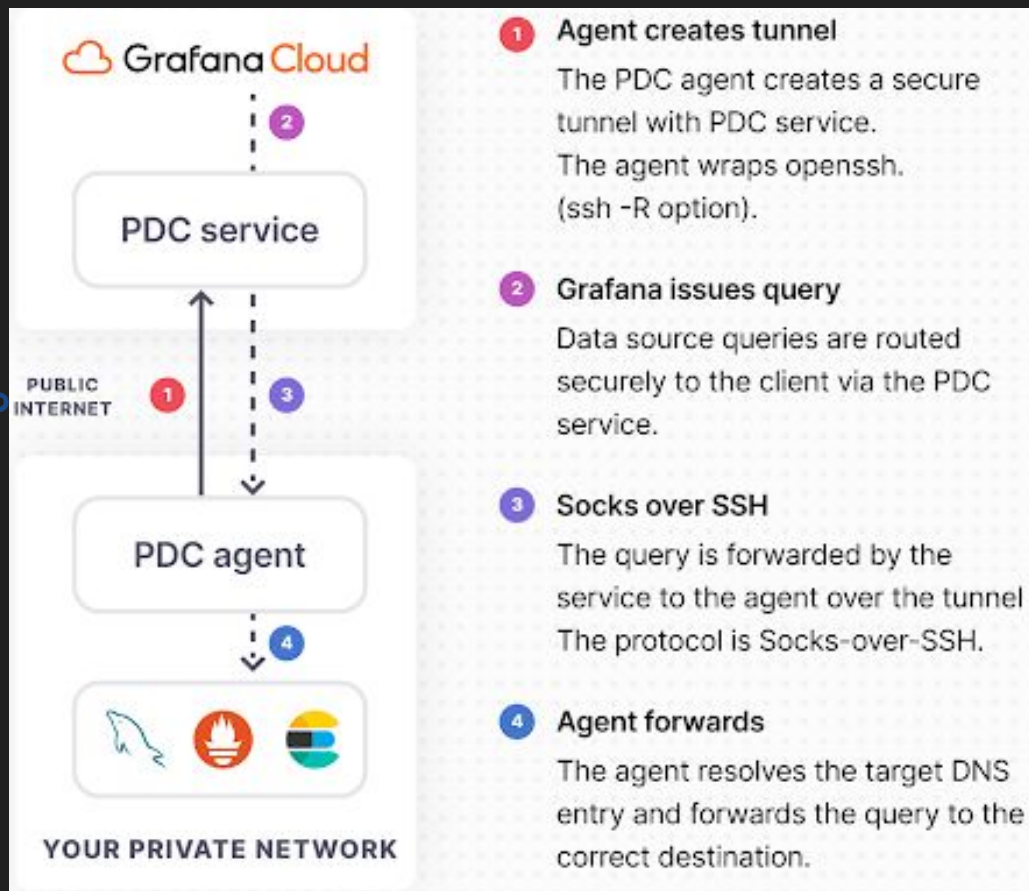 Grafana Cloud
2
PDC service
PUBLIC
INTERNET
1
3
PDC agent
4
YOUR PRIVATE NETWORK
1 Agent creates tunnel
The PDC agent creates a secure
tunnel with PDC service.
The agent wraps openssh.
(ssh -R option).
2 Grafana issues query
Data source queries are routed
securely to the client via the PDC
service.
3 Socks over SSH
The query is forwarded by the
service to the agent over the tunnel
The protocol is Socks-over-SSH.
4 Agent forwards
The agent resolves the target DNS
entry and forwards the query to the
correct destination.